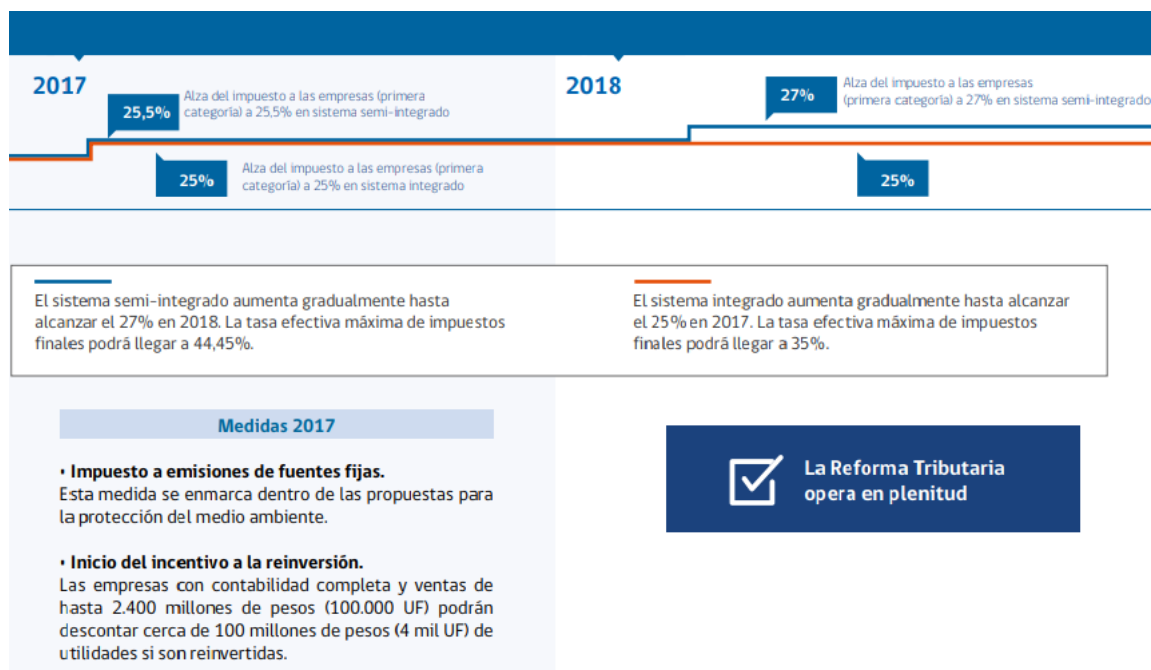 2017
25,5%
Alza del impuesto a las empresas (primera
categoría) a 25,5% en sistema semi-integrado
25%
Alza del impuesto a las empresas (primera
categoría) a 25% en sistema integrado
2018
27%
Alza del impuesto a las empresas
(primera categoría) a 27% en sistema semi-integrado
25%
El sistema semi-integrado aumenta gradualmente hasta
alcanzar el 27% en 2018. La tasa efectiva máxima de impuestos
finales podrá llegar a 44,45%.
El sistema integrado aumenta gradualmente hasta alcanzar
el 25% en 2017. La tasa efectiva máxima de impuestos
finales podrá llegar a 35%.
Medidas 2017
• Impuesto a emisiones de fuentes fijas.
Esta medida se enmarca dentro de las propuestas para
la protección del medio ambiente.
• Inicio del incentivo a la reinversión.
Las empresas con contabilidad completa y ventas de
hasta 2.400 millones de pesos (100.000 UF) podrán
descontar cerca de 100 millones de pesos (4 mil UF) de
utilidades si son reinvertidas.
La Reforma Tributaria
opera en plenitud